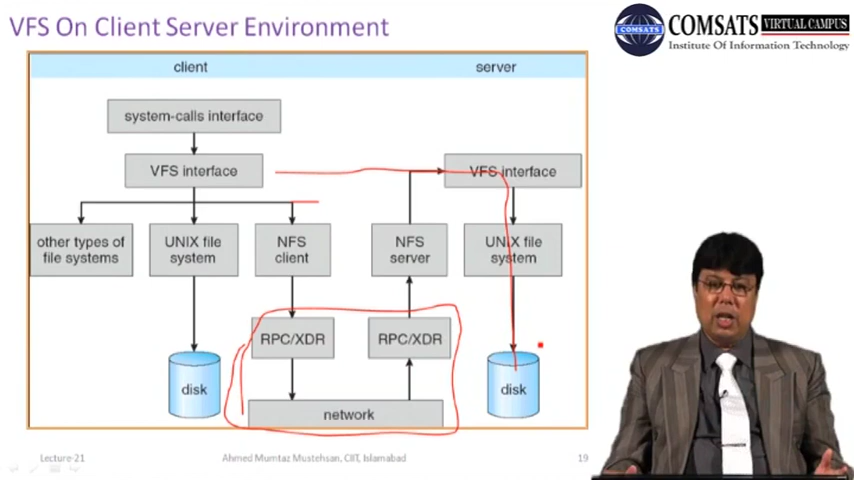 VFS On Client Server Environment
COMSATS
COMSATS VIRTUAL CAMPUS
Institute Of Information Technology
client
server
system-calls interface
VFS interface
VFS interface
other types of
file systems
UNIX file
system
NFS
client
NFS
server
UNIX file
system
RPC/XDR
RPC/XDR
disk
disk
network
Lecture-21
Ahmed Mumtaz Mustehsan, CIIT, Islamabad
19